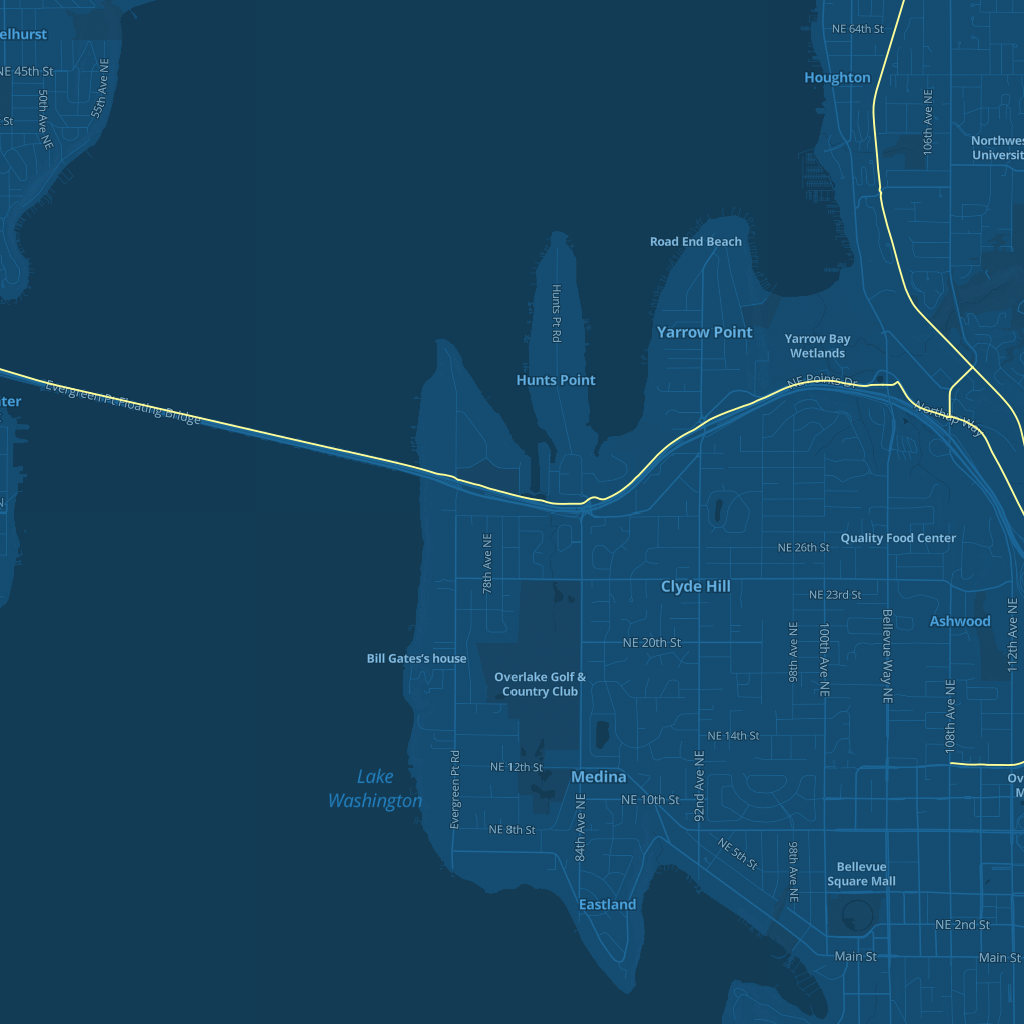 NE 64th St
elhurst
NE 45th St
Houghton
55th Ave NE
50th Ave NE
St
106th Ave NE
Northwes
Universit
Road End Beach
Hunts Pt Rd
Yarrow Point
Yarrow Bay
Wetlands
Hunts Point
NE Points Dr
Evergreen Pt Floating Bridge
ter
Northup Way
N
Quality Food Center
NE 26th St
78th Ave NE
Clyde Hill
NE 23rd St
Ashwood
112th Ave NE
Bellevue Way NE
100th Ave NE
98th Ave NE
NE 20th St
Bill Gates's house
Overlake Golf &
Country Club
108th Ave NE
NE 14th St
NE 12th St
Lake
Washington
Medina
Ov
M
Evergreen Pt Rd
92nd Ave NE
NE 10th St
84th Ave NE
NE 8th St
NE 5th St
98th Ave NE
Bellevue
Square Mall
Eastland
NE 2nd St
Main St
Main St